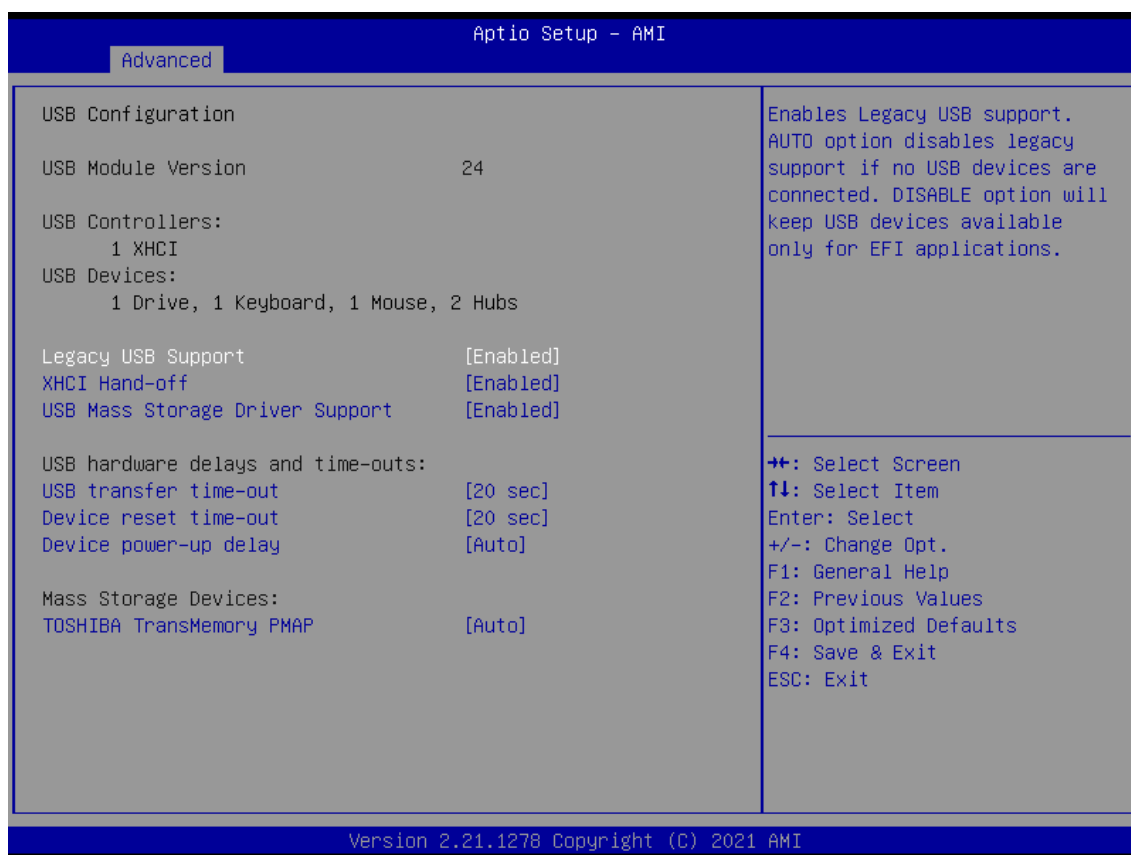 Aptio Setup – AMI
Advanced
USB Configuration
USB Module Version 24
USB Controllers:
1 XHCI
USB Devices:
1 Drive, 1 Keyboard, 1 Mouse, 2 Hubs
Legacy USB Support [Enabled]
XHCI Hand-off [Enabled]
USB Mass Storage Driver Support [Enabled]
USB hardware delays and time-outs:
USB transfer time-out [20 sec]
Device reset time-out [20 sec]
Device power-up delay [Auto]
Mass Storage Devices:
TOSHIBA TransMemory PMAP [Auto]
Enables Legacy USB support.
AUTO option disables legacy
support if no USB devices are
connected. DISABLE option will
keep USB devices available
only for EFI applications.
→←: Select Screen
↑↓: Select Item
Enter: Select
+/-: Change Opt.
F1: General Help
F2: Previous Values
F3: Optimized Defaults
F4: Save & Exit
ESC: Exit
Version 2.21.1278 Copyright (C) 2021 AMI